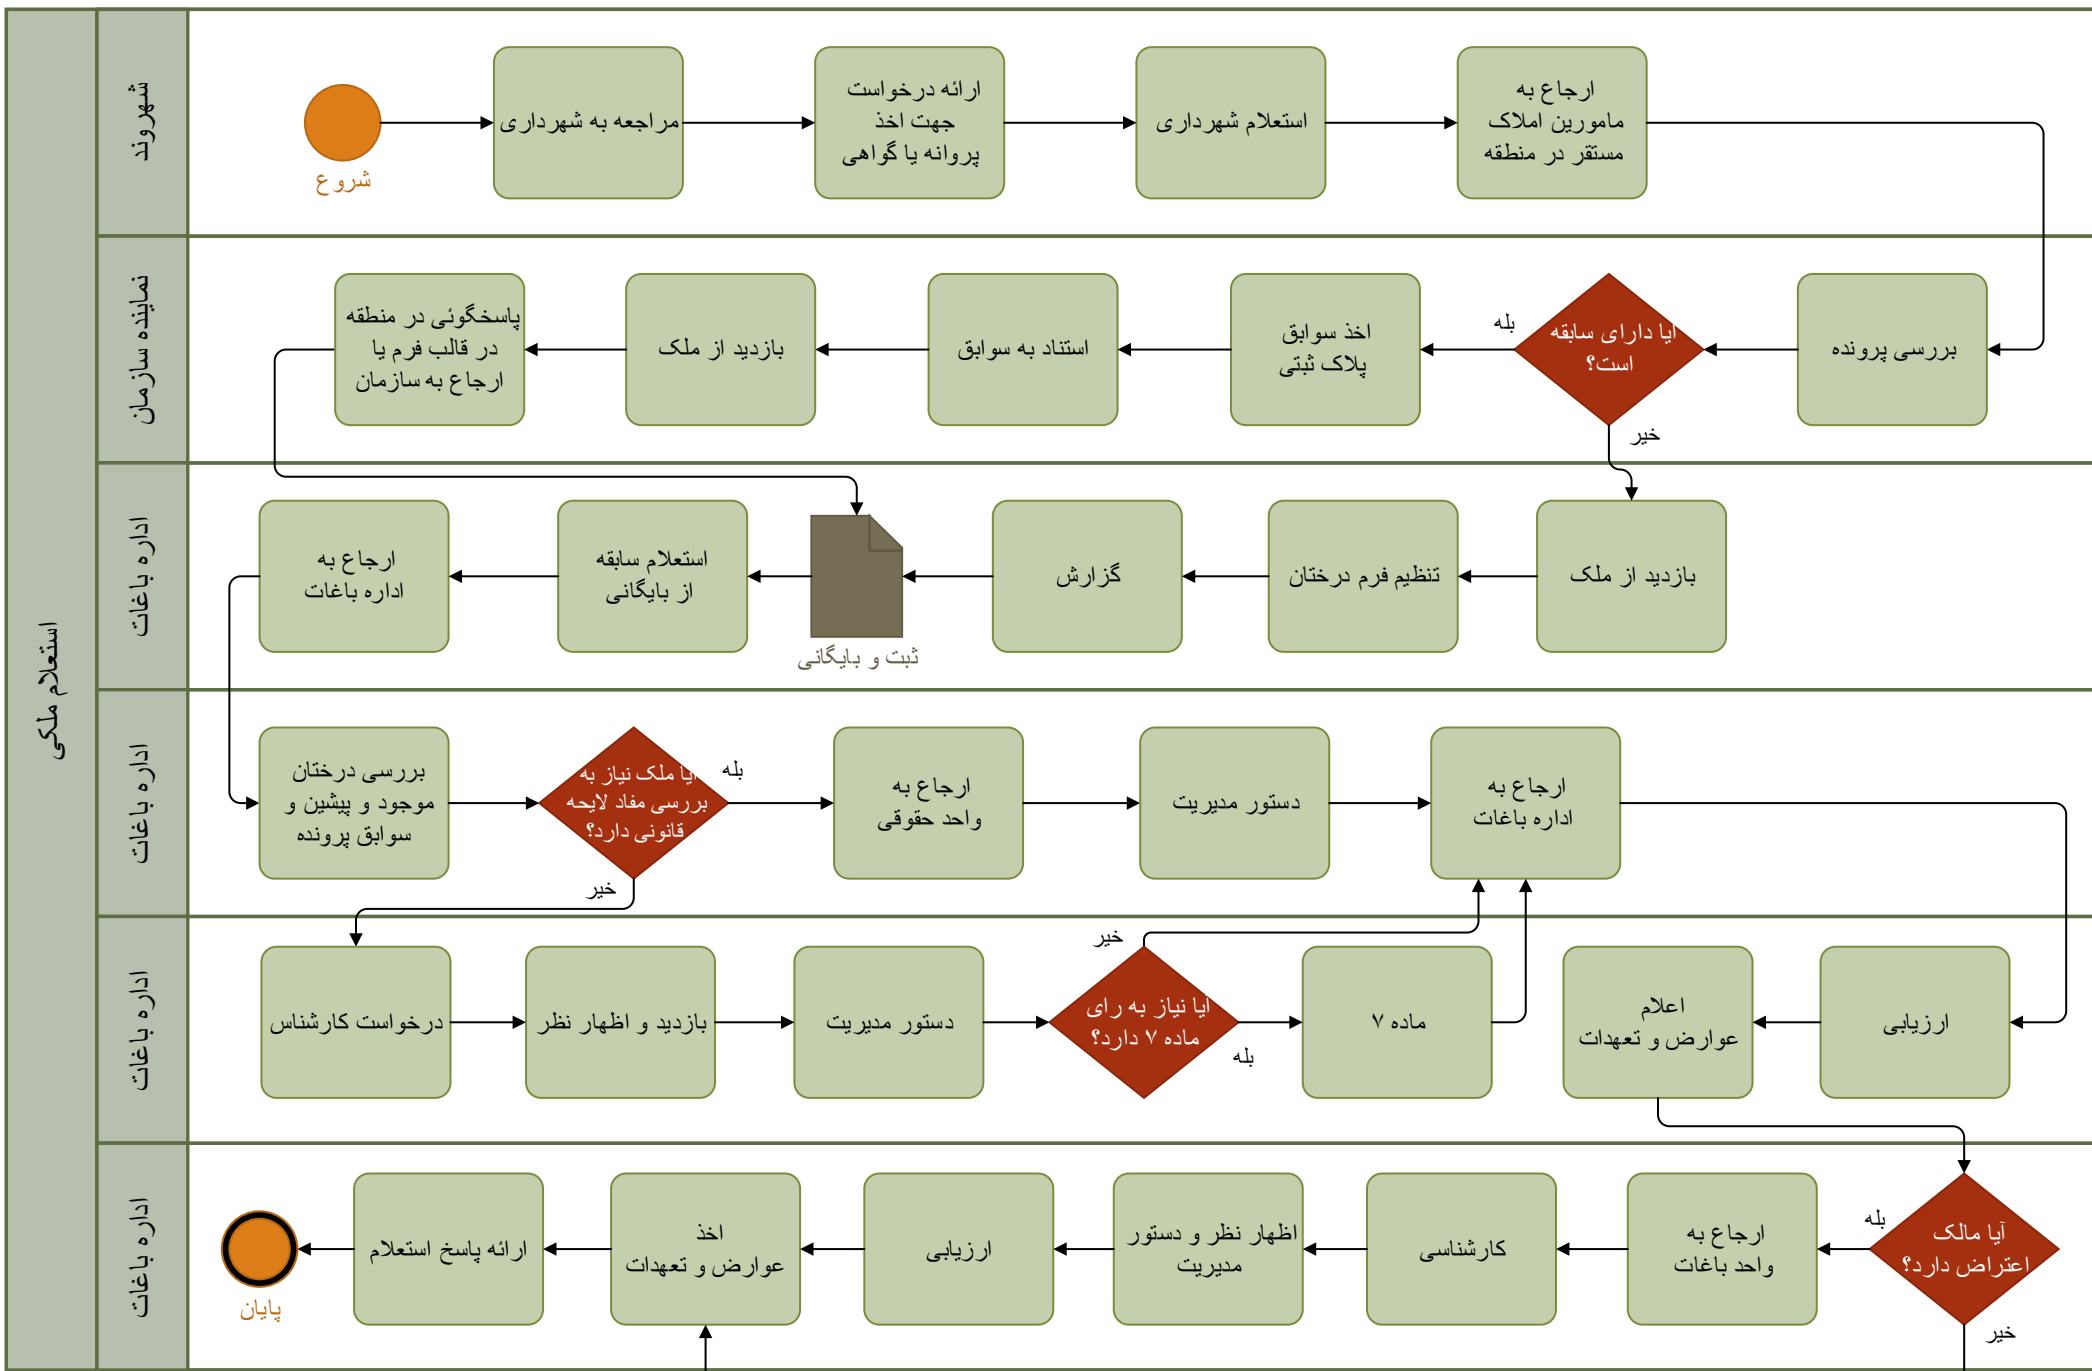 استعلام ملکی
شهروند
شروع
مراجعه به شهرداری
ارائه درخواست
جهت اخذ
پروانه یا گواهی
استعلام شهرداری
ارجاع به
مامورین املاک
مستقر در منطقه
نماینده سازمان
بررسی پرونده
ایا دارای سابقه
است؟
بله
خیر
اخذ سوابق
پلاک ثبتی
استناد به سوابق
بازدید از ملک
پاسخگوئی در منطقه
در قالب فرم یا
ارجاع به سازمان
اداره باغات
بازدید از ملک
تنظیم فرم درختان
گزارش
ثبت و بایگانی
استعلام سابقه
از بایگانی
ارجاع به
اداره باغات
اداره باغات
بررسی درختان
موجود و پیشین و
سوابق پرونده
ایا ملک نیاز به
بررسی مفاد لایحه
قانونی دارد؟
بله
خیر
ارجاع به
واحد حقوقی
دستور مدیریت
ارجاع به
اداره باغات
اداره باغات
درخواست کارشناس
بازدید و اظهار نظر
دستور مدیریت
ایا نیاز به رای
ماده ۷ دارد؟
خیر
بله
ماده ۷
ارزیابی
اعلام
عوارض و تعهدات
اداره باغات
آیا مالک
اعتراض دارد؟
بله
خیر
ارجاع به
واحد باغات
کارشناسی
اظهار نظر و دستور
مدیریت
ارزیابی
اخذ
عوارض و تعهدات
ارائه پاسخ استعلام
پایان